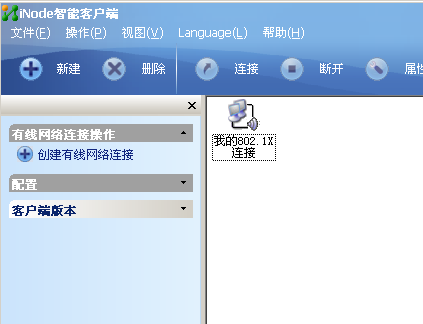 iNode智能客户端
文件(F) 操作(P) 视图(V) Language(L) 帮助(H)
新建 删除 连接 断开 属性
有线网络连接操作
创建有线网络连接
配置
客户端版本
我的802.1X
连接